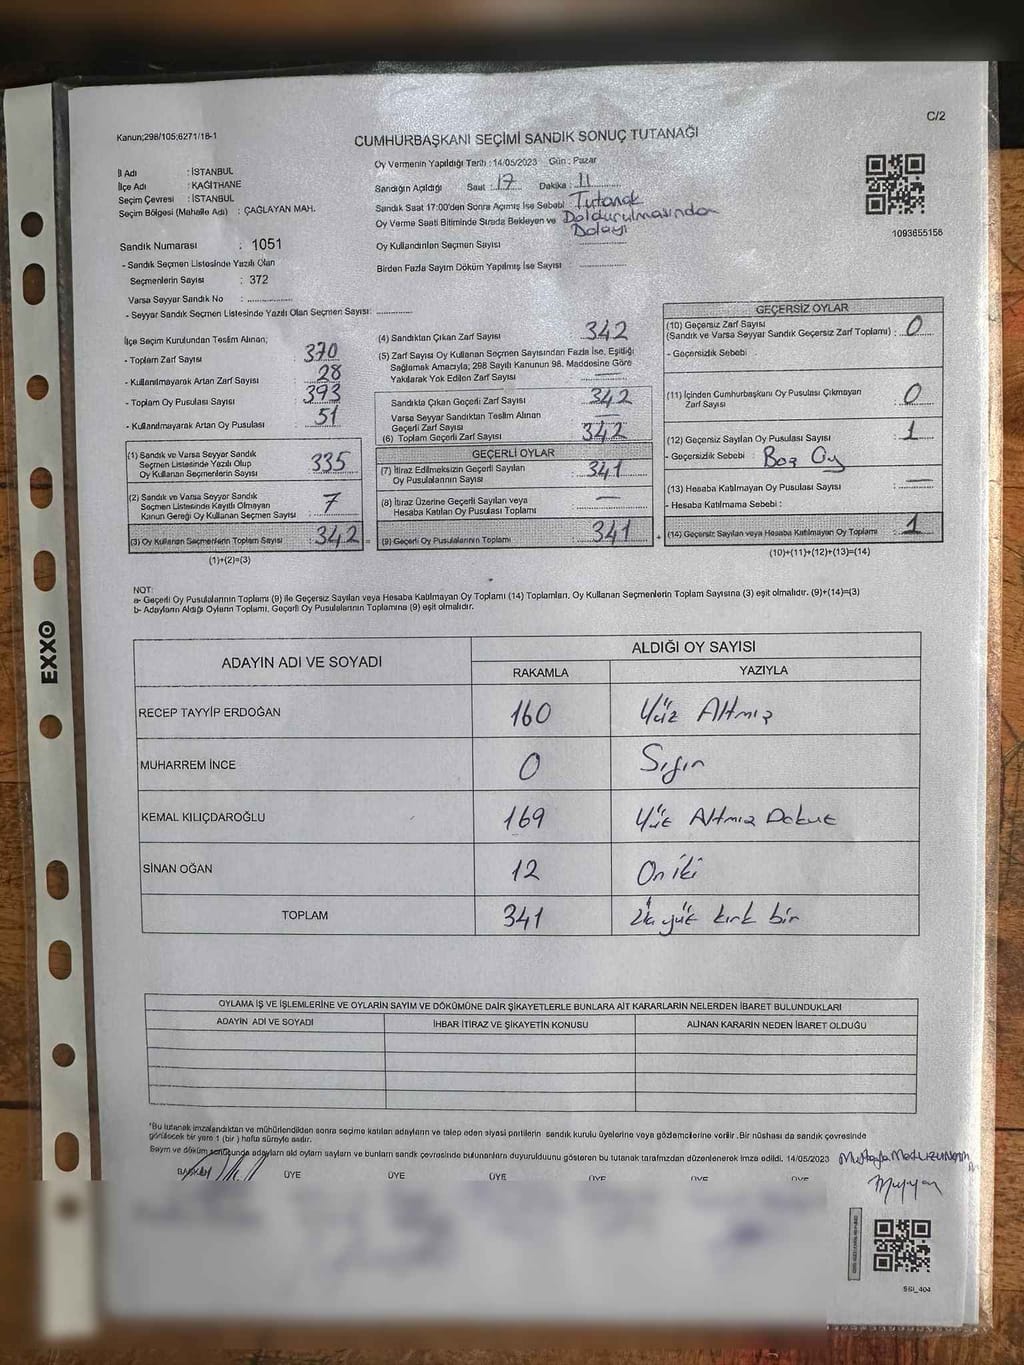 C/2
Kanun;298/105;6271/18-1
CUMHURBAŞKANI SEÇİMİ SANDIK SONUÇ TUTANAĞI
İl Adı : İSTANBUL
İlçe Adı : KAĞITHANE
Seçim Çevresi : İSTANBUL
Seçim Bölgesi (Mahalle Adı) : ÇAĞLAYAN MAH.
Oy Vermenin Yapıldığı Tarih : 14/05/2023 Gün : Pazar
Sandığın Açıldığı Saat : 17 Dakika : 11
Sandık Saat 17:00'den Sonra Açılmış İse Sebebi : Tutanak
Oy Verme Saati Bitiminde Sırada Bekleyen ve Doldurulmasından
Dolayı
Oy Kullandırılan Seçmen Sayısı
Birden Fazla Sayım Döküm Yapılmış İse Sayısı :
1093655156
Sandık Numarası : 1051
- Sandık Seçmen Listesinde Yazılı Olan
Seçmenlerin Sayısı : 372
Varsa Seyyar Sandık No :
- Seyyar Sandık Seçmen Listesinde Yazılı Olan Seçmen Sayısı:
İlçe Seçim Kurulundan Teslim Alınan;
- Toplam Zarf Sayısı : 370
- Kullanılmayarak Artan Zarf Sayısı : 28
- Toplam Oy Pusulası Sayısı : 393
- Kullanılmayarak Artan Oy Pusulası : 51
(1) Sandık ve Varsa Seyyar Sandık
Seçmen Listesinde Yazılı Olup
Oy Kullanan Seçmenlerin Sayısı : 335
(2) Sandık ve Varsa Seyyar Sandık
Seçmen Listesinde Kayıtlı Olmayan
Kanun Gereği Oy Kullanan Seçmen Sayısı : 7
(3) Oy Kullanan Seçmenlerin Toplam Sayısı : 342 =
(1)+(2)=(3)
(4) Sandıktan Çıkan Zarf Sayısı : 342
(5) Zarf Sayısı Oy Kullanan Seçmen Sayısından Fazla İse, Eşitliği
Sağlamak Amacıyla; 298 Sayılı Kanunun 98. Maddesine Göre
Yakılarak Yok Edilen Zarf Sayısı : —
Sandıkta Çıkan Geçerli Zarf Sayısı : 342
Varsa Seyyar Sandıktan Teslim Alınan
Geçerli Zarf Sayısı : —
(6) Toplam Geçerli Zarf Sayısı : 342
GEÇERLİ OYLAR
(7) İtiraz Edilmeksizin Geçerli Sayılan
Oy Pusulalarının Sayısı : 341
(8) İtiraz Üzerine Geçerli Sayılan veya
Hesaba Katılan Oy Pusulası Toplamı : —
(9) Geçerli Oy Pusulalarının Toplamı : 341 +
GEÇERSİZ OYLAR
(10) Geçersiz Zarf Sayısı
(Sandık ve Varsa Seyyar Sandık Geçersiz Zarf Toplamı) : 0
- Geçersizlik Sebebi
(11) İçinden Cumhurbaşkanı Oy Pusulası Çıkmayan
Zarf Sayısı : 0
(12) Geçersiz Sayılan Oy Pusulası Sayısı : 1
- Geçersizlik Sebebi : Boş Oy
(13) Hesaba Katılmayan Oy Pusulası Sayısı : —
- Hesaba Katılmama Sebebi :
(14) Geçersiz Sayılan veya Hesaba Katılmayan Oy Toplamı : 1
(10)+(11)+(12)+(13)=(14)
NOT:
a- Geçerli Oy Pusulalarının Toplamı (9) ile Geçersiz Sayılan veya Hesaba Katılmayan Oy Toplamı (14) Toplamları, Oy Kullanan Seçmenlerin Toplam Sayısına (3) eşit olmalıdır. (9)+(14)=(3)
b- Adayların Aldığı Oyların Toplamı, Geçerli Oy Pusulalarının Toplamına (9) eşit olmalıdır.
ADAYIN ADI VE SOYADI ALDIĞI OY SAYISI
RAKAMLA YAZIYLA
RECEP TAYYİP ERDOĞAN 160 Yüz Altmış
MUHARREM İNCE 0 Sıfır
KEMAL KILIÇDAROĞLU 169 Yüz Altmış Dokuz
SİNAN OĞAN 12 On iki
TOPLAM 341 Üç yüz kırk bir
OYLAMA İŞ VE İŞLEMLERİNE VE OYLARIN SAYIM VE DÖKÜMÜNE DAİR ŞİKAYETLERLE BUNLARA AİT KARARLARIN NELERDEN İBARET BULUNDUKLARI
ADAYIN ADI VE SOYADI İHBAR İTİRAZ VE ŞİKAYETİN KONUSU ALINAN KARARIN NEDEN İBARET OLDUĞU
*Bu tutanak imzalandıktan ve mühürlendikten sonra seçime katılan adayların ve talep eden siyasi partilerin sandık kurulu üyelerine veya gözlemcilerine verilir. Bir nüshası da sandık çevresinde
görülecek bir yere 1 (bir) hafta süreyle asılır.
Sayım ve döküm sonucunda adayların aldığı oyların sayıları ve bunların sandık çevresinde bulunanlara duyurulduğunu gösteren bu tutanak tarafımızdan düzenlenerek imza edildi. 14/05/2023
BAŞKAN ÜYE ÜYE ÜYE ÜYE ÜYE ÜYE
EXXO